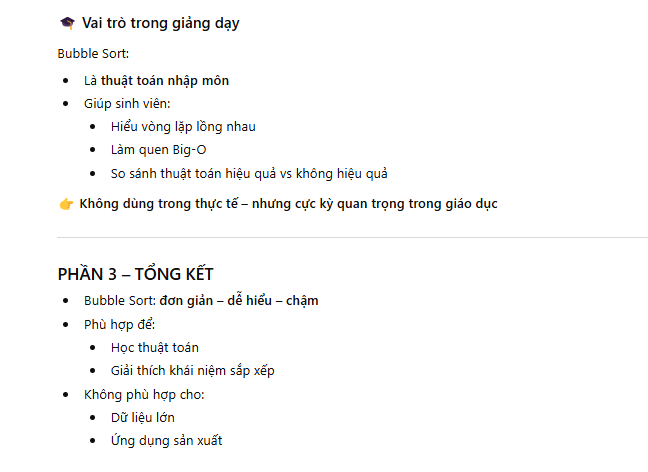 🎓 Vai trò trong giảng dạy
Bubble Sort:
• Là thuật toán nhập môn
• Giúp sinh viên:
• Hiểu vòng lặp lồng nhau
• Làm quen Big-O
• So sánh thuật toán hiệu quả vs không hiệu quả
👉 Không dùng trong thực tế – nhưng cực kỳ quan trọng trong giáo dục
PHẦN 3 – TỔNG KẾT
• Bubble Sort: đơn giản – dễ hiểu – chậm
• Phù hợp để:
• Học thuật toán
• Giải thích khái niệm sắp xếp
• Không phù hợp cho:
• Dữ liệu lớn
• Ứng dụng sản xuất